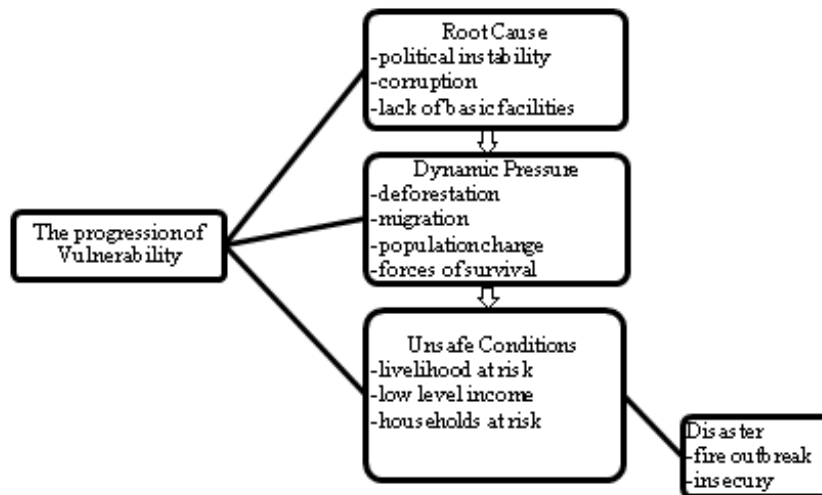 Root Cause
-political instability
-corruption
-lack of basic facilities
Dynamic Pressure
-deforestation
-migration
-population change
-forces of survival
The progression of
Vulnerability
Unsafe Conditions
-livelihood at risk
-low level income
-households at risk
Disaster
-fire outbreak
-insecury